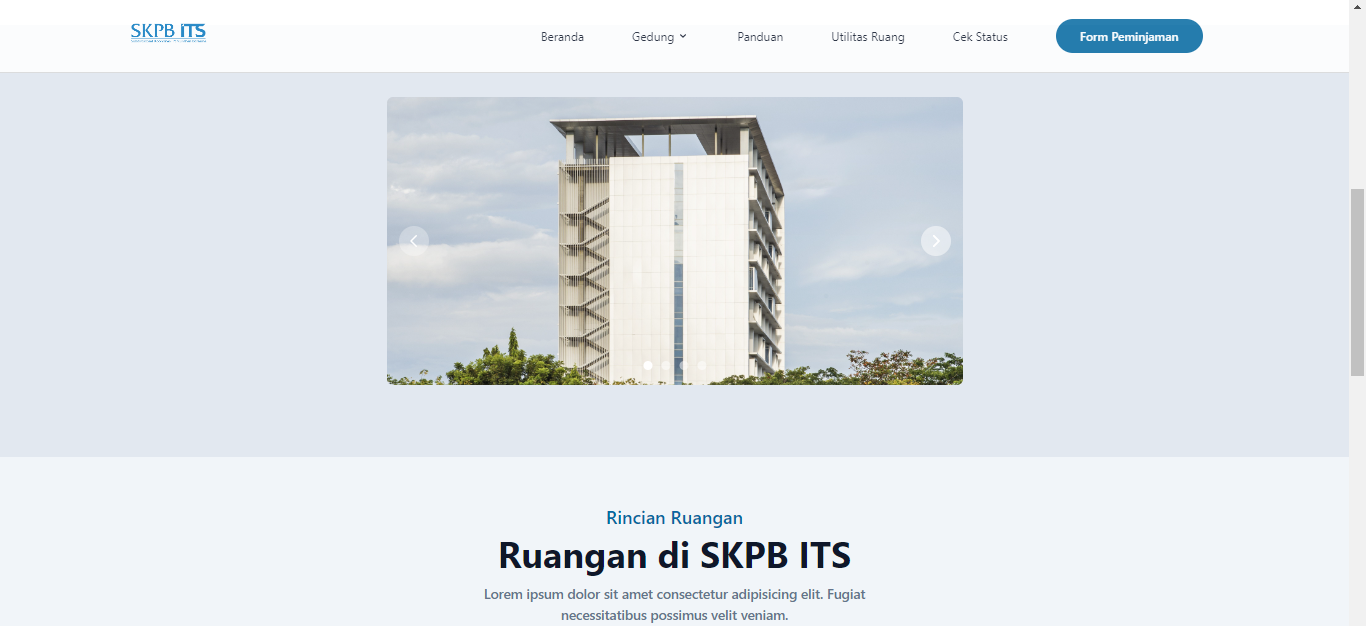 SKPB ITS
Beranda
Gedung
Panduan
Utilitas Ruang
Cek Status
Form Peminjaman
Rincian Ruangan
Ruangan di SKPB ITS
Lorem ipsum dolor sit amet consectetur adipisicing elit. Fugiat
necessitatibus possimus velit veniam.